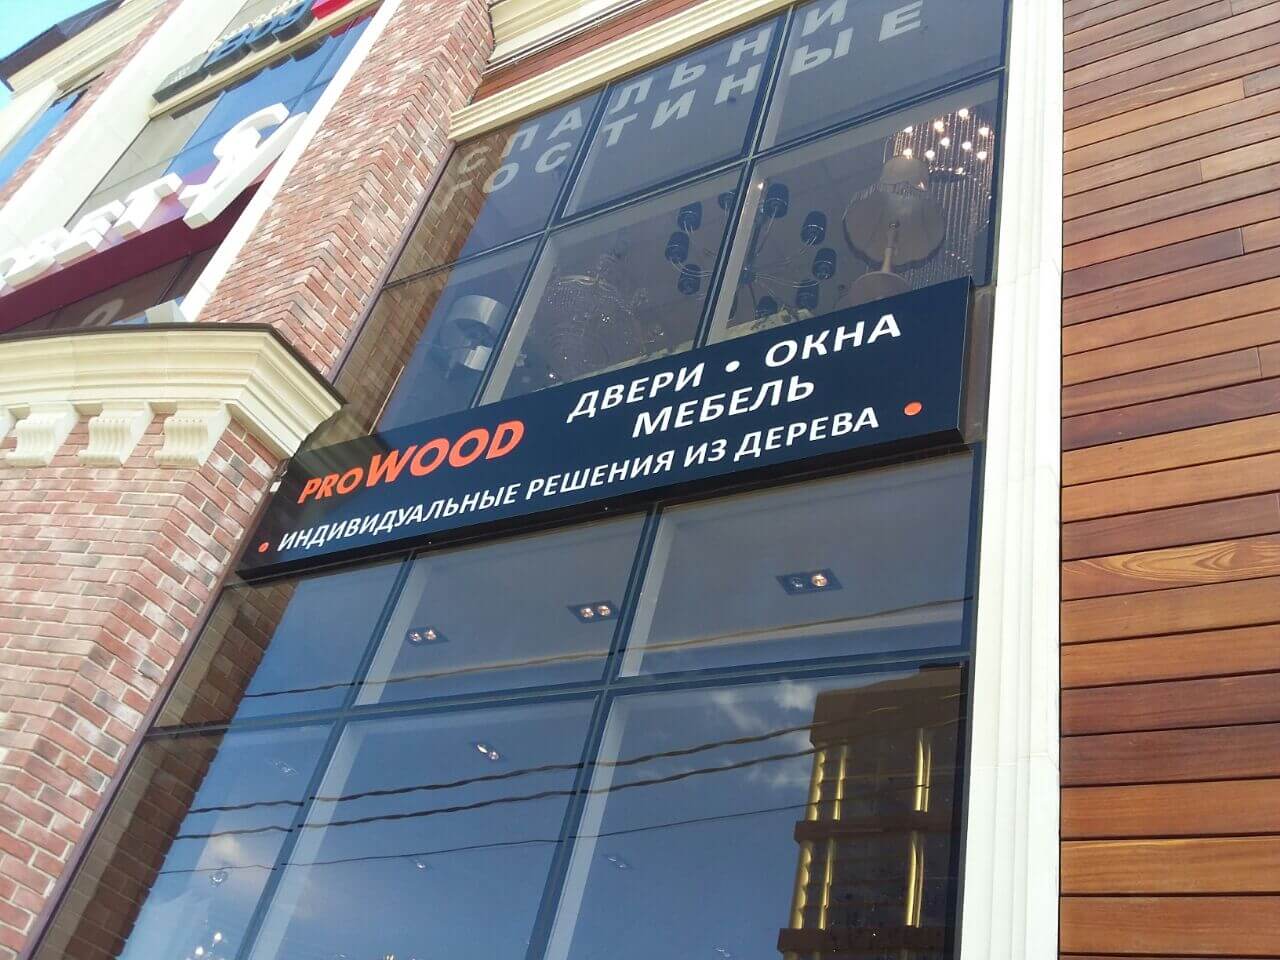 СПАЛЬНИ
ГОСТИНЫЕ
PROWOOD
ДВЕРИ • ОКНА
МЕБЕЛЬ
• ИНДИВИДУАЛЬНЫЕ РЕШЕНИЯ ИЗ ДЕРЕВА •